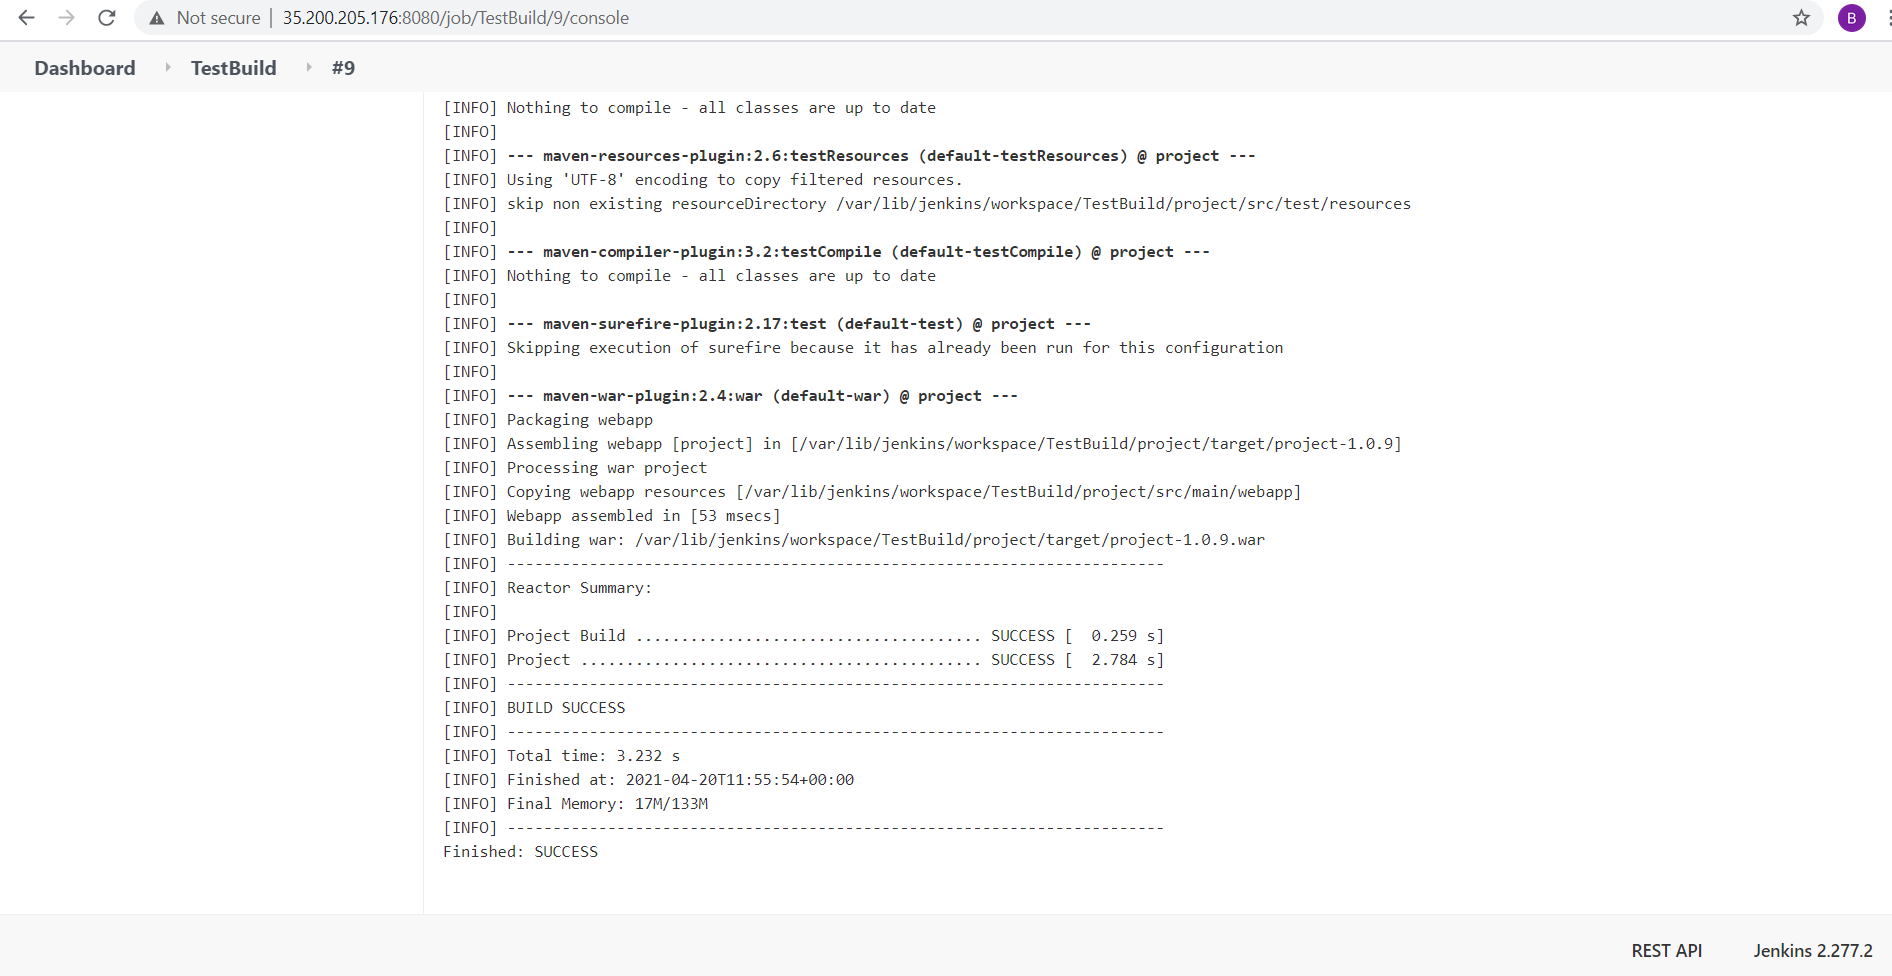 Not secure | 35.200.205.176:8080/job/TestBuild/9/console
B
Dashboard TestBuild #9
[INFO] Nothing to compile - all classes are up to date
[INFO]
[INFO] --- maven-resources-plugin:2.6:testResources (default-testResources) @ project ---
[INFO] Using 'UTF-8' encoding to copy filtered resources.
[INFO] skip non existing resourceDirectory /var/lib/jenkins/workspace/TestBuild/project/src/test/resources
[INFO]
[INFO] --- maven-compiler-plugin:3.2:testCompile (default-testCompile) @ project ---
[INFO] Nothing to compile - all classes are up to date
[INFO]
[INFO] --- maven-surefire-plugin:2.17:test (default-test) @ project ---
[INFO] Skipping execution of surefire because it has already been run for this configuration
[INFO]
[INFO] --- maven-war-plugin:2.4:war (default-war) @ project ---
[INFO] Packaging webapp
[INFO] Assembling webapp [project] in [/var/lib/jenkins/workspace/TestBuild/project/target/project-1.0.9]
[INFO] Processing war project
[INFO] Copying webapp resources [/var/lib/jenkins/workspace/TestBuild/project/src/main/webapp]
[INFO] Webapp assembled in [53 msecs]
[INFO] Building war: /var/lib/jenkins/workspace/TestBuild/project/target/project-1.0.9.war
[INFO] ------------------------------------------------------------------------
[INFO] Reactor Summary:
[INFO]
[INFO] Project Build ...................................... SUCCESS [  0.259 s]
[INFO] Project ............................................ SUCCESS [  2.784 s]
[INFO] ------------------------------------------------------------------------
[INFO] BUILD SUCCESS
[INFO] ------------------------------------------------------------------------
[INFO] Total time: 3.232 s
[INFO] Finished at: 2021-04-20T11:55:54+00:00
[INFO] Final Memory: 17M/133M
[INFO] ------------------------------------------------------------------------
Finished: SUCCESS
REST API Jenkins 2.277.2